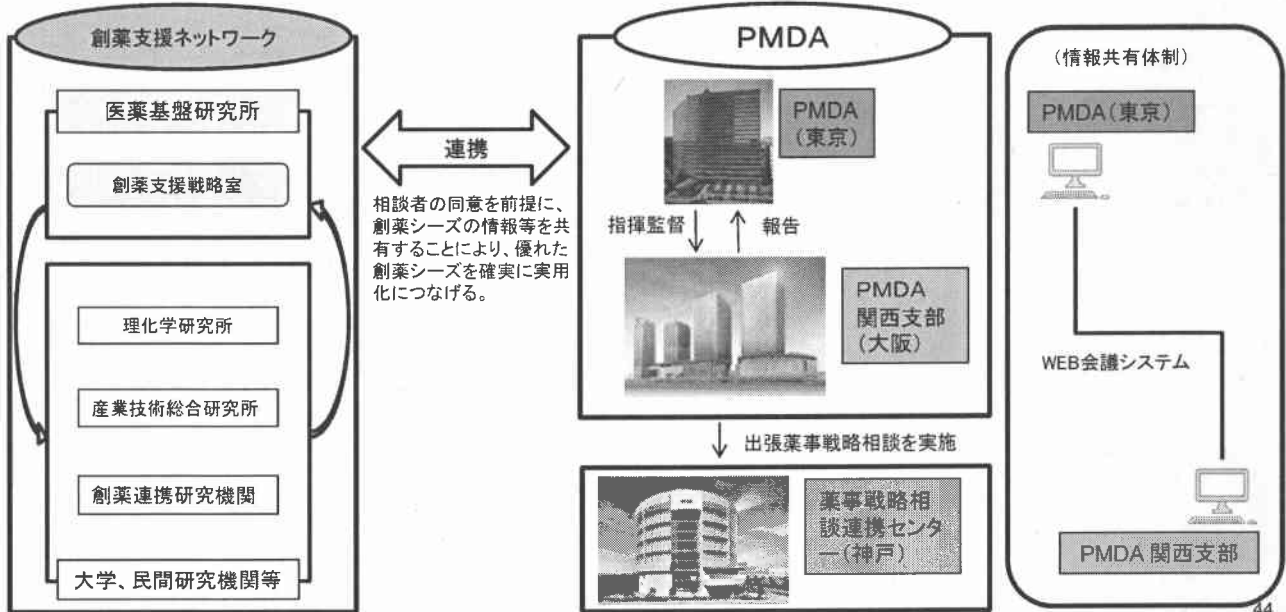 創薬支援ネットワーク
医薬基盤研究所
創薬支援戦略室
理化学研究所
産業技術総合研究所
創薬連携研究機関
大学、民間研究機関等
連携
相談者の同意を前提に、
創薬シーズの情報等を共
有することにより、優れた
創薬シーズを確実に実用
化につなげる。
PMDA
PMDA
(東京)
指揮監督
報告
PMDA
関西支部
(大阪)
出張薬事戦略相談を実施
薬事戦略相
談連携センタ
ー(神戸)
(情報共有体制)
PMDA(東京)
WEB会議システム
PMDA 関西支部
44